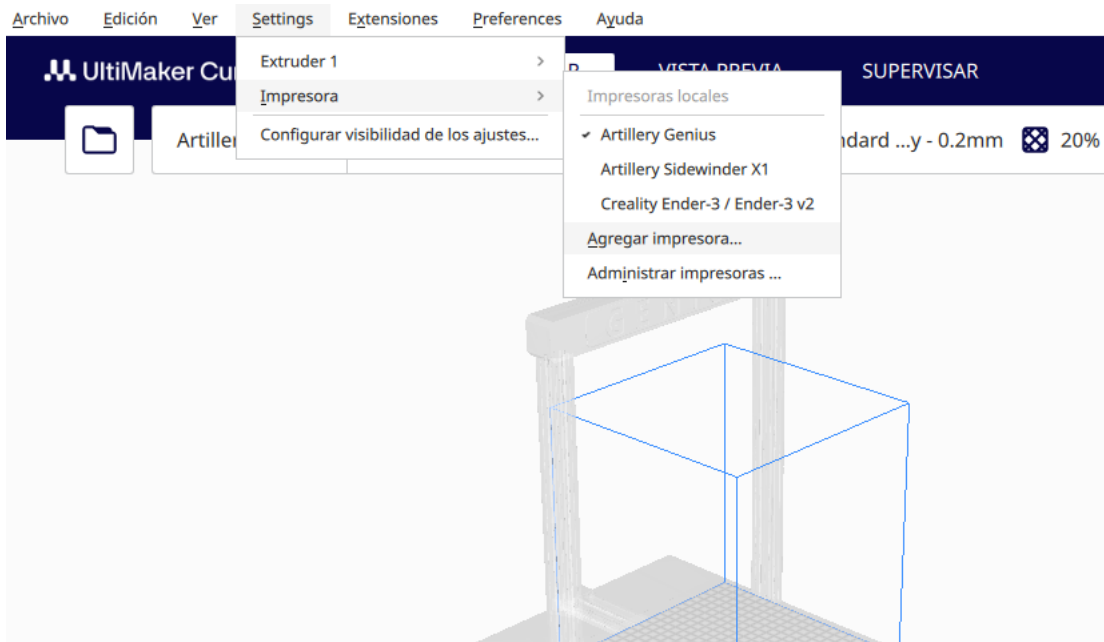 Archivo Edición Ver Settings Extensiones Preferences Ayuda
UltiMaker Cu
VISTA PREVIA SUPERVISAR
Extruder 1
Impresora
Configurar visibilidad de los ajustes...
Impresoras locales
Artillery Genius
Artillery Sidewinder X1
Creality Ender-3 / Ender-3 v2
Agregar impresora...
Administrar impresoras ...
Artiller
ndard ...y - 0.2mm 20%